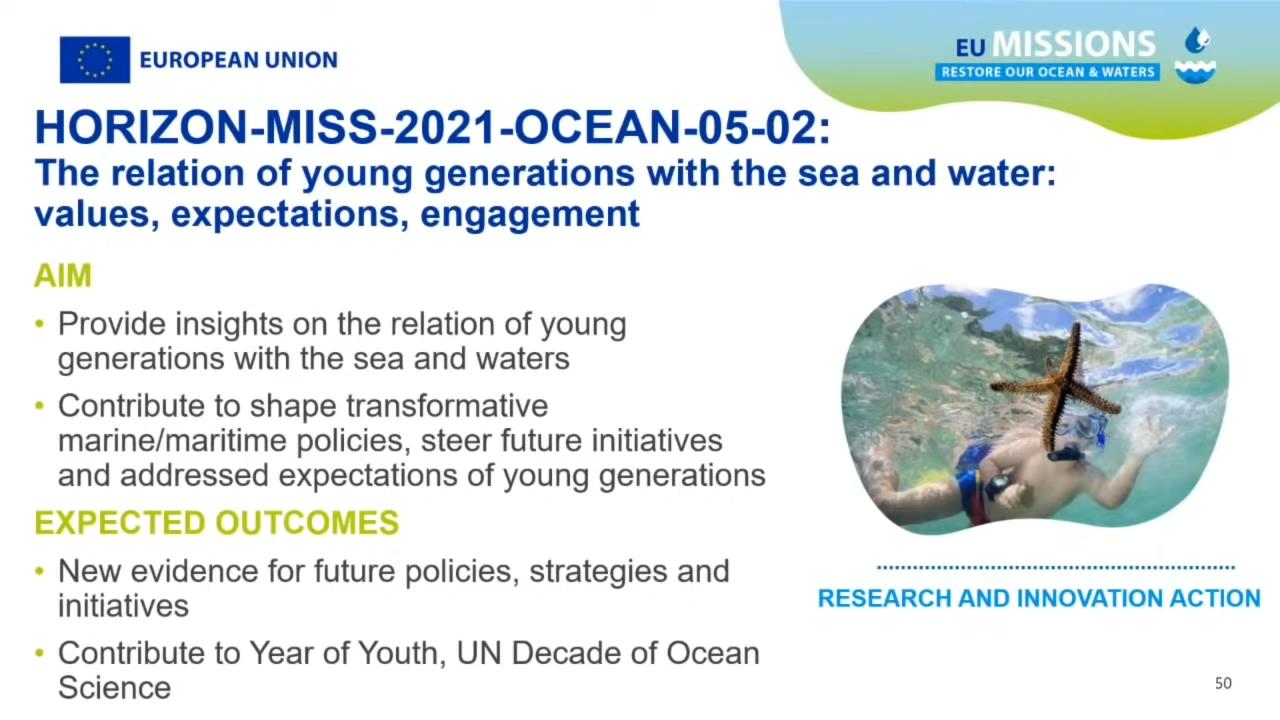 EUROPEAN UNION
EU MISSIONS
RESTORE OUR OCEAN & WATERS
HORIZON-MISS-2021-OCEAN-05-02:
The relation of young generations with the sea and water:
values, expectations, engagement
AIM
• Provide insights on the relation of young
generations with the sea and waters
• Contribute to shape transformative
marine/maritime policies, steer future initiatives
and addressed expectations of young generations
EXPECTED OUTCOMES
• New evidence for future policies, strategies and
initiatives
• Contribute to Year of Youth, UN Decade of Ocean
Science
RESEARCH AND INNOVATION ACTION
50